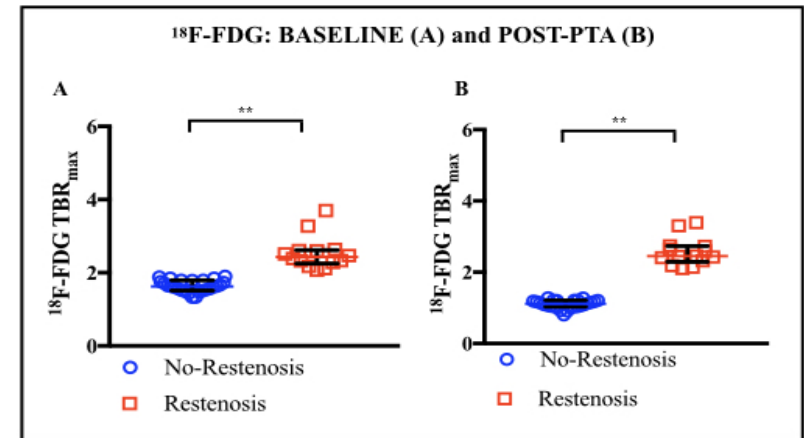 ¹⁸F-FDG: BASELINE (A) and POST-PTA (B)
A
**
6
4
2
0
¹⁸F-FDG TBRmax
No-Restenosis
Restenosis
B
**
6
4
2
0
¹⁸F-FDG TBRmax
No-Restenosis
Restenosis